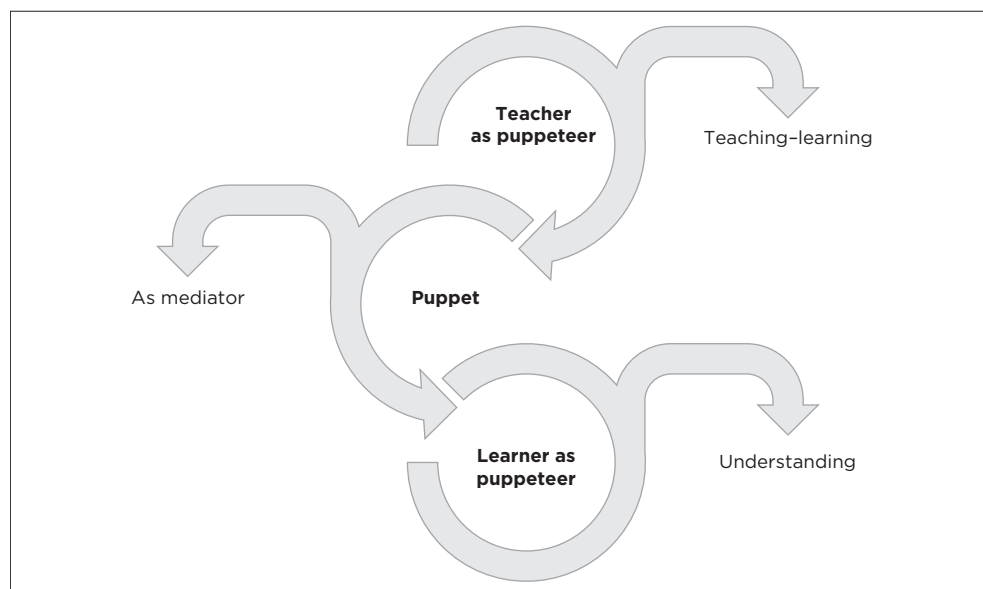 Teacher
as puppeteer
Teaching–learning
As mediator
Puppet
Learner as
puppeteer
Understanding